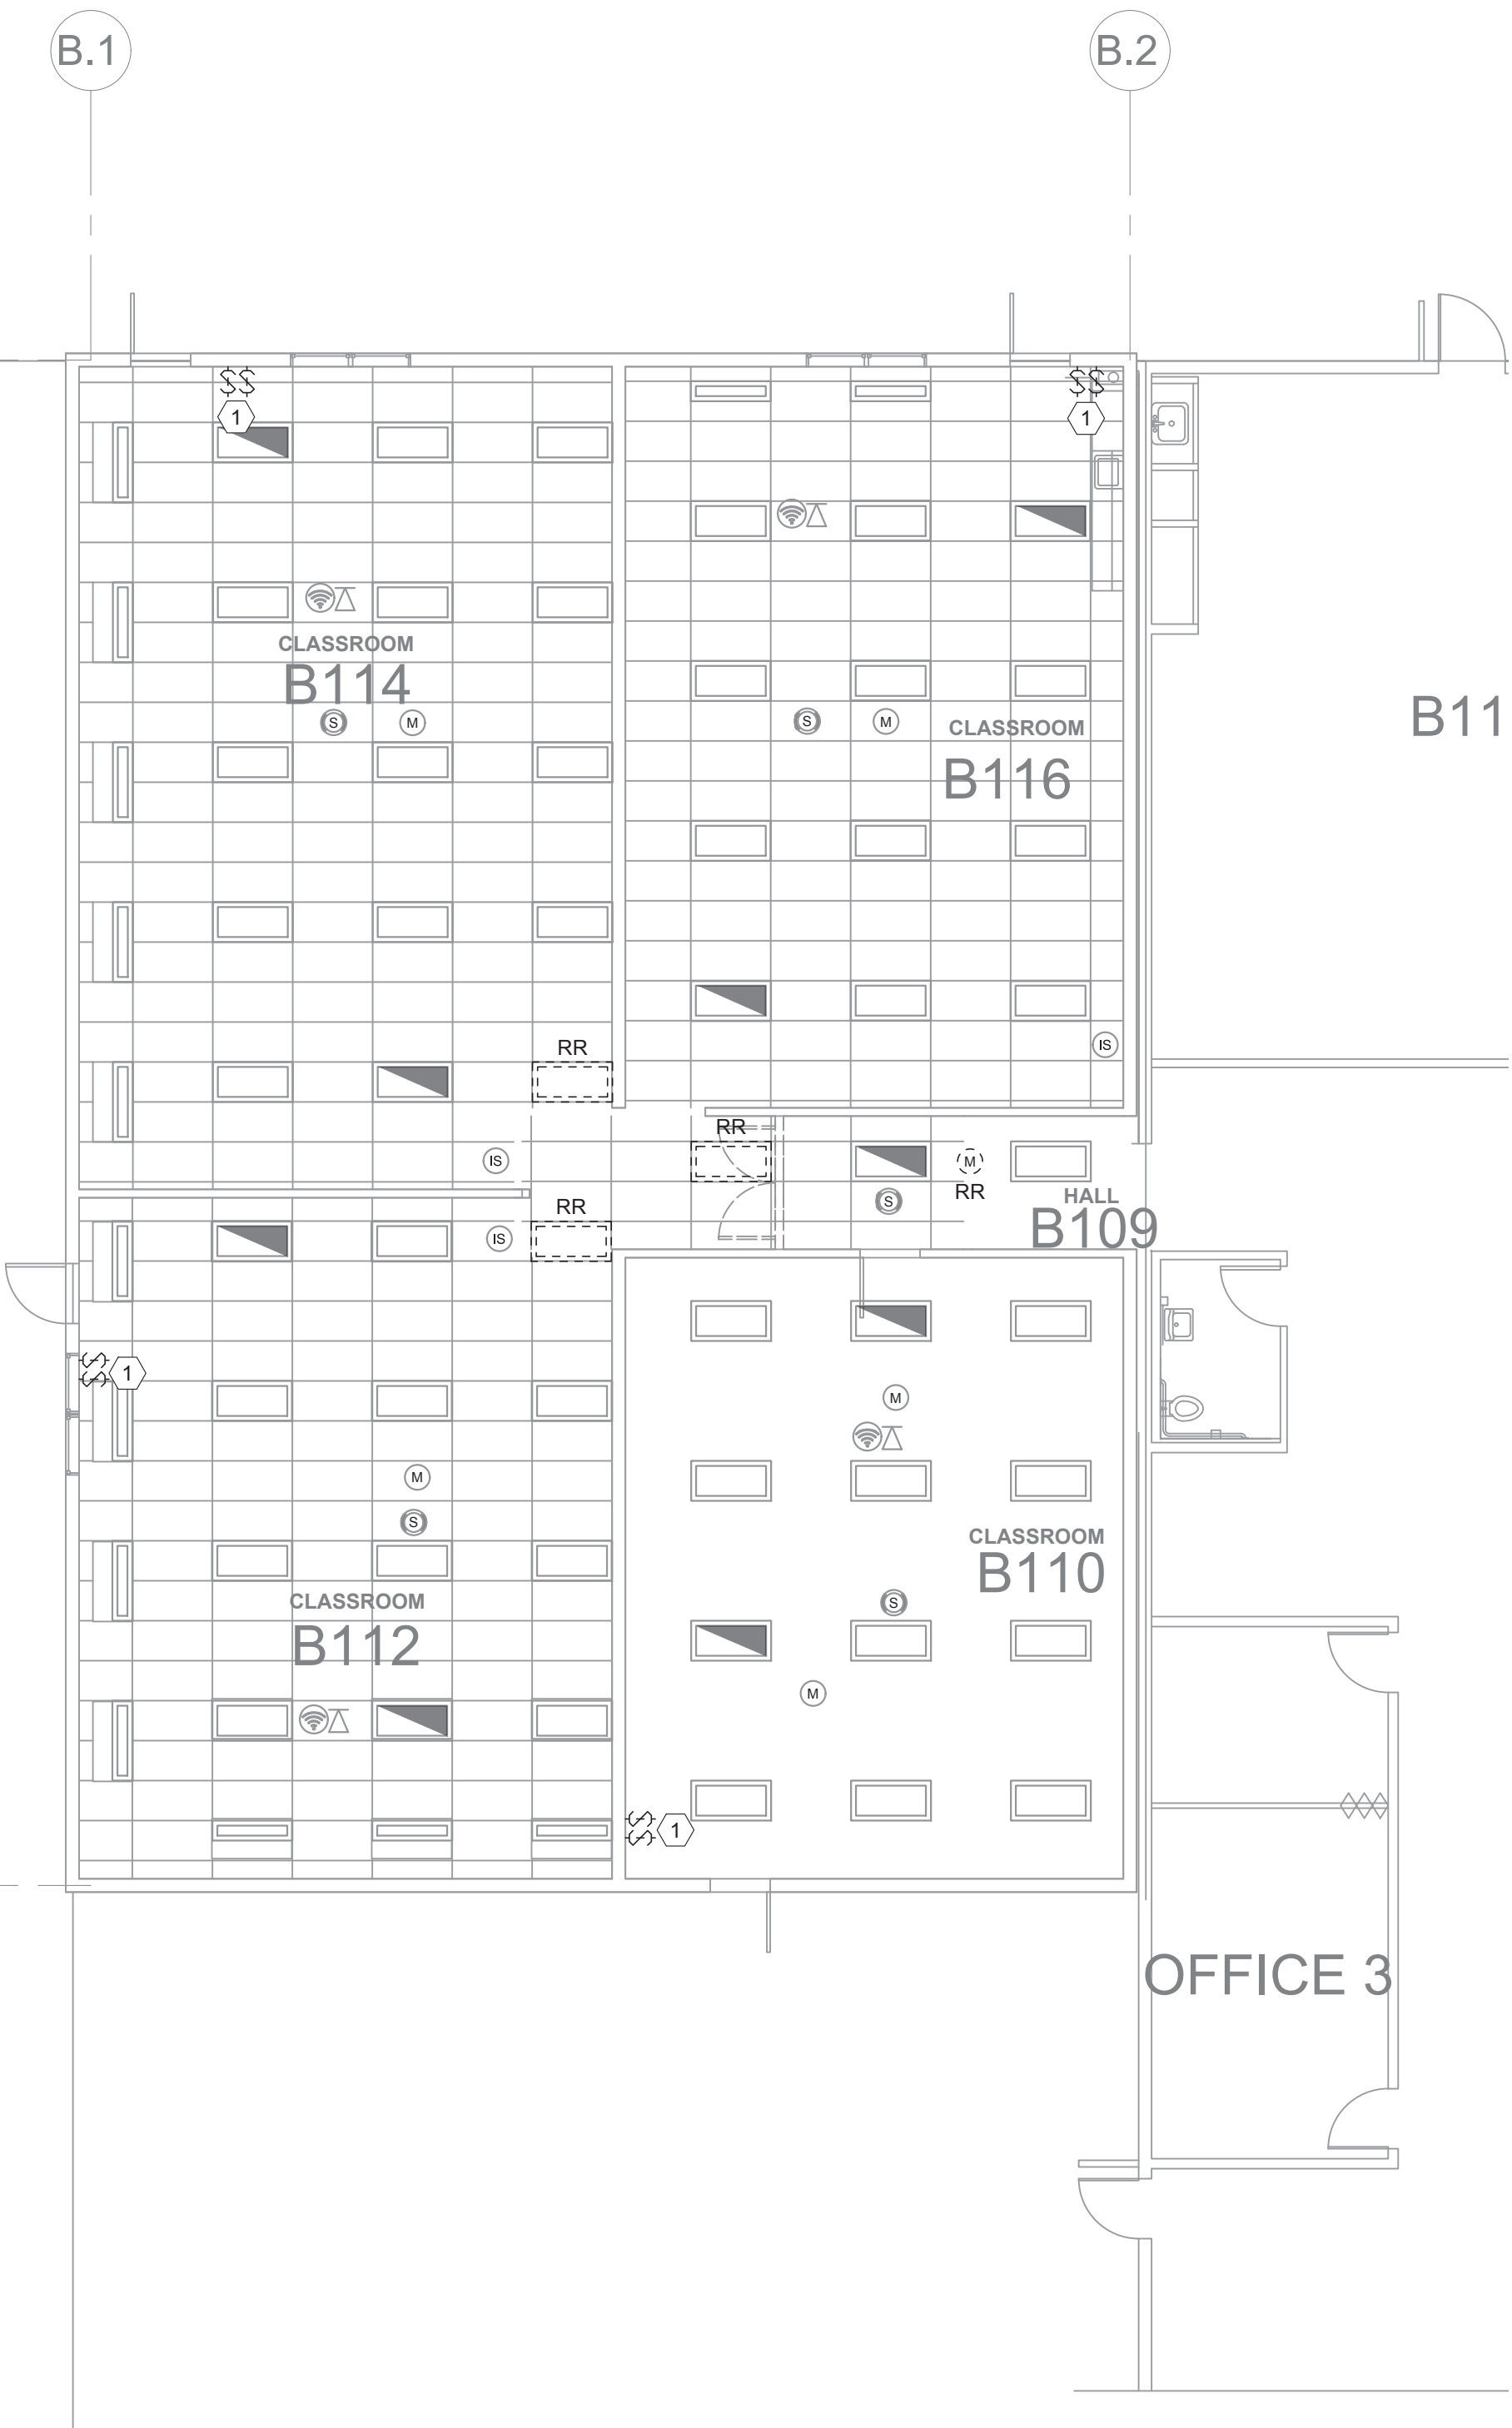 B.1
B.2
1
1
CLASSROOM
B114
S
M
S
M
CLASSROOM
B116
B11
RR
IS
RR
IS
M
RR
S
HALL
B109
RR
IS
1
M
M
S
CLASSROOM
B110
CLASSROOM
B112
S
M
1
OFFICE 3